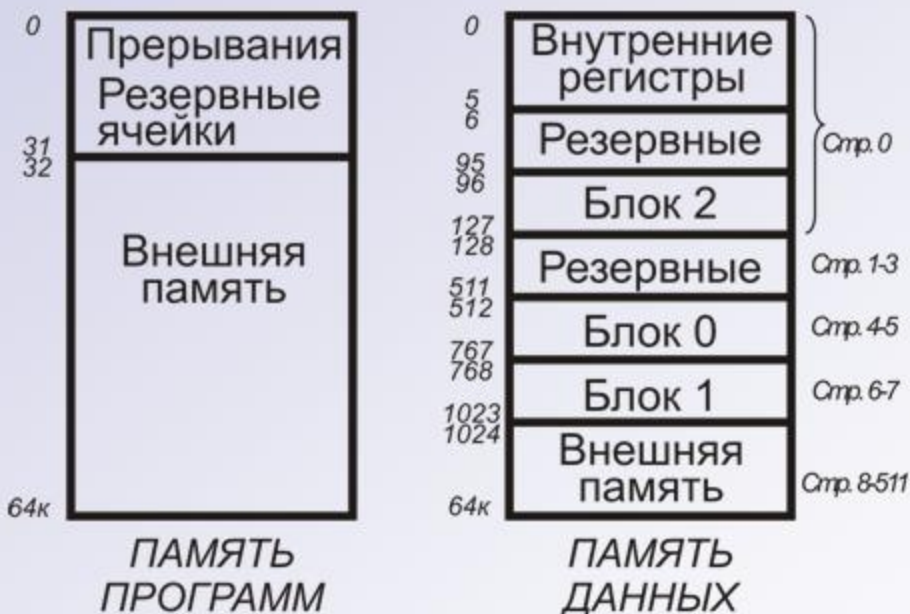 0
Прерывания
Резервные
ячейки
31
32
Внешняя
память
64к
ПАМЯТЬ
ПРОГРАММ
0
Внутренние
регистры
5
6
Резервные
95
96
Блок 2
127
Стр. 0
128
Резервные
511
Стр. 1-3
512
Блок 0
767
Стр. 4-5
768
Блок 1
1023
Стр. 6-7
1024
Внешняя
память
Стр. 8-511
64к
ПАМЯТЬ
ДАННЫХ